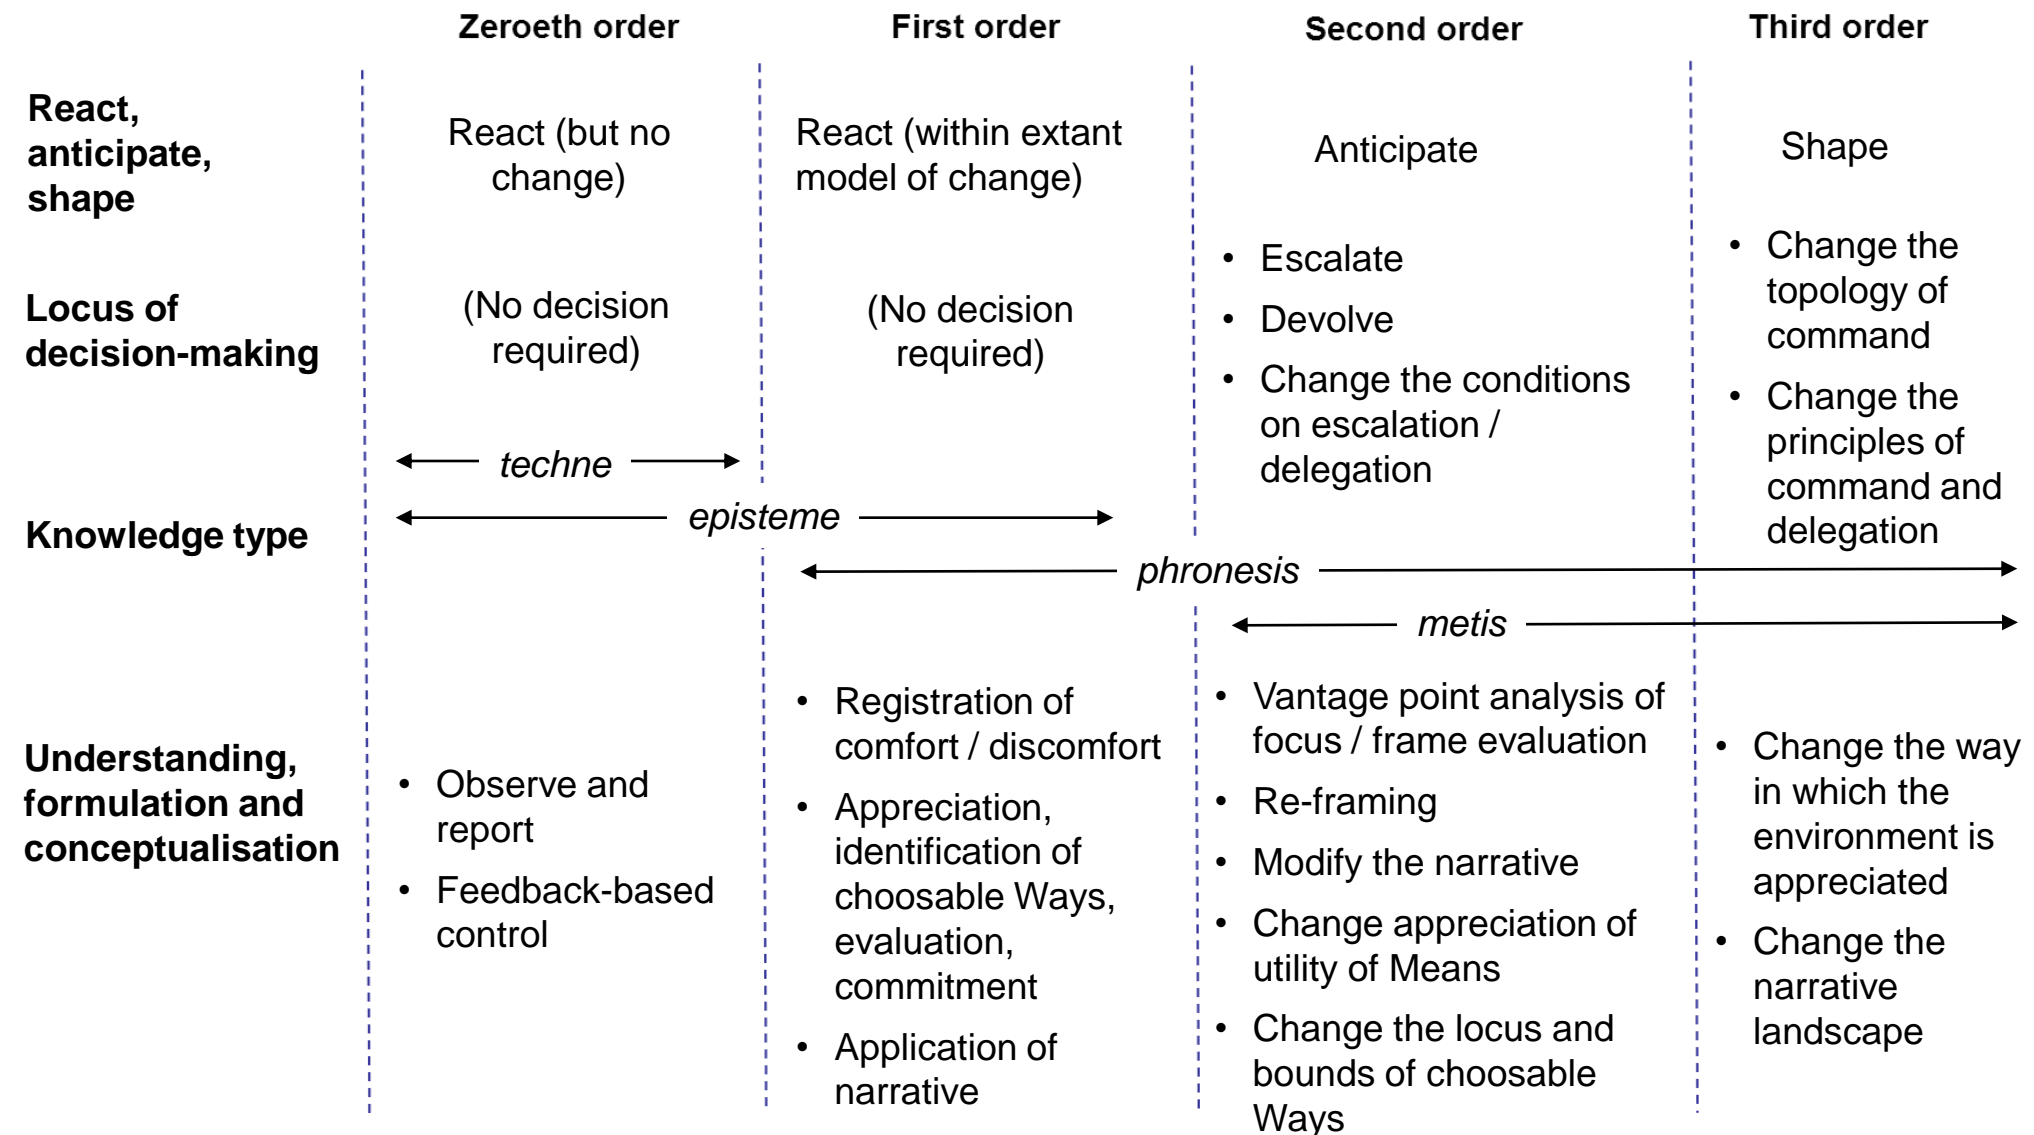 Zeroeth order
First order
Second order
Third order
React,
anticipate,
shape
React (but no
change)
React (within extant
model of change)
Anticipate
Shape
Locus of
decision-making
(No decision
required)
(No decision
required)
• Escalate
• Devolve
• Change the conditions
on escalation /
delegation
• Change the
topology of
command
• Change the
principles of
command and
delegation
Knowledge type
techne
episteme
phronesis
metis
Understanding,
formulation and
conceptualisation
• Observe and
report
• Feedback-based
control
• Registration of
comfort / discomfort
• Appreciation,
identification of
choosable Ways,
evaluation,
commitment
• Application of
narrative
• Vantage point analysis of
focus / frame evaluation
• Re-framing
• Modify the narrative
• Change appreciation of
utility of Means
• Change the locus and
bounds of choosable
Ways
• Change the way
in which the
environment is
appreciated
• Change the
narrative
landscape